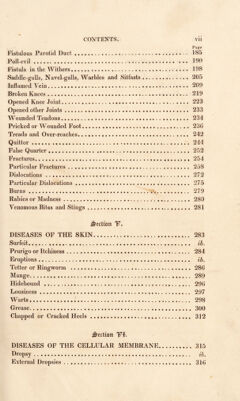 CONTENTS. vii
Page
Fistulous Parotid Duct 185
Poll-evil 190
Fistula in the Withers 198
Saddle-galls, Navel-galls, Warbles and Sitfasts 205
Inflamed Vein 209
Broken Knees 219
Opened Knee Joint 223
Opened other Joints 233
Wounded Tendons 234
Pricked or Wounded Foot 236
Treads and Over-reaches 242
Quittor 244
False Quarter 252
Fractures 254
Particular Fractures 258
Dislocations 272
Particular Dislocations 275
Burns 279
Rabies or Madness 280
Venomous Bites and Stings 281
Section V.
DISEASES OF THE SKIN 283
Surfeit ib.
Prurigo or Itchiness 284
Eruptions ib.
Tetter or Ringworm 286
Mange 289
Hidebound 296
Lousiness 297
Warts 298
Grease 300
Chapped or Cracked Heels 312
Section VI.
DISEASES OF THE CELLULAR MEMBRANE 315
Dropsy ib.
External Dropsies 316